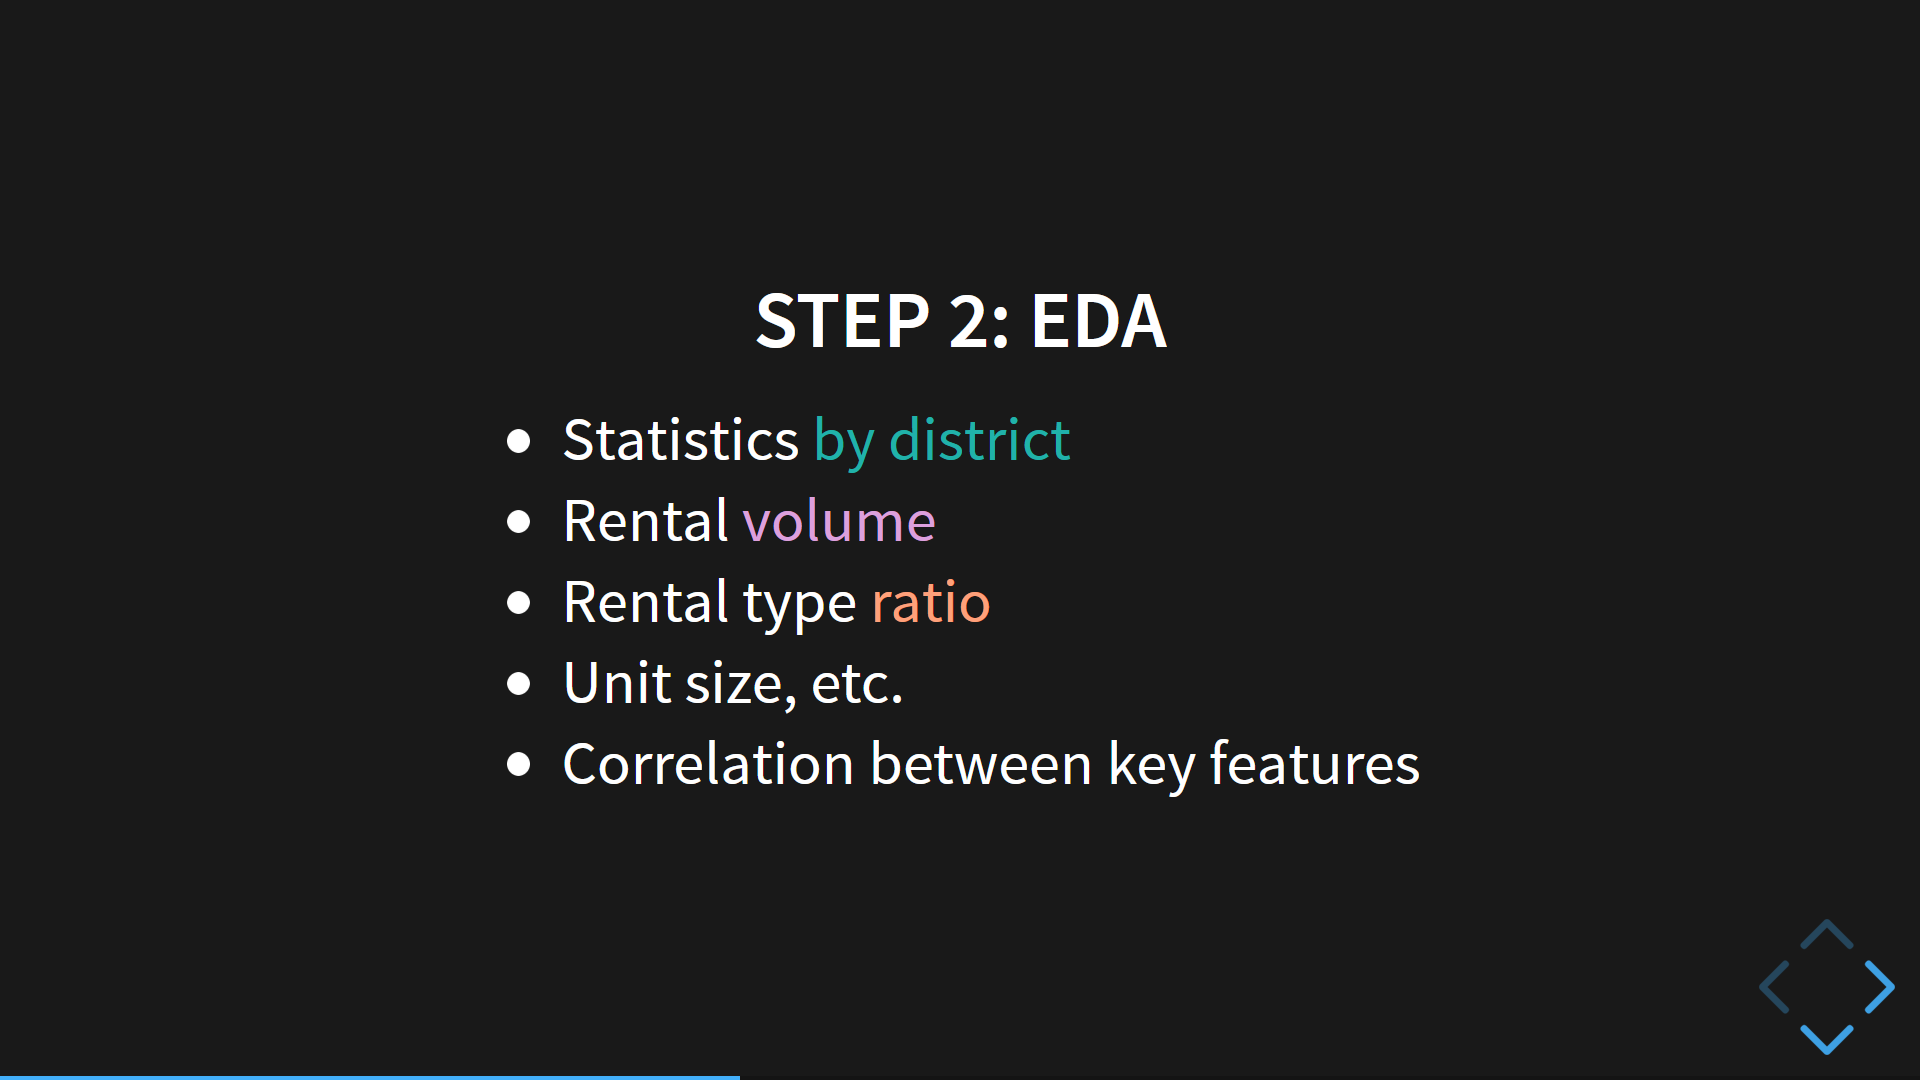 STEP 2: EDA
Statistics by district
Rental volume
Rental type ratio
Unit size, etc.
Correlation between key features